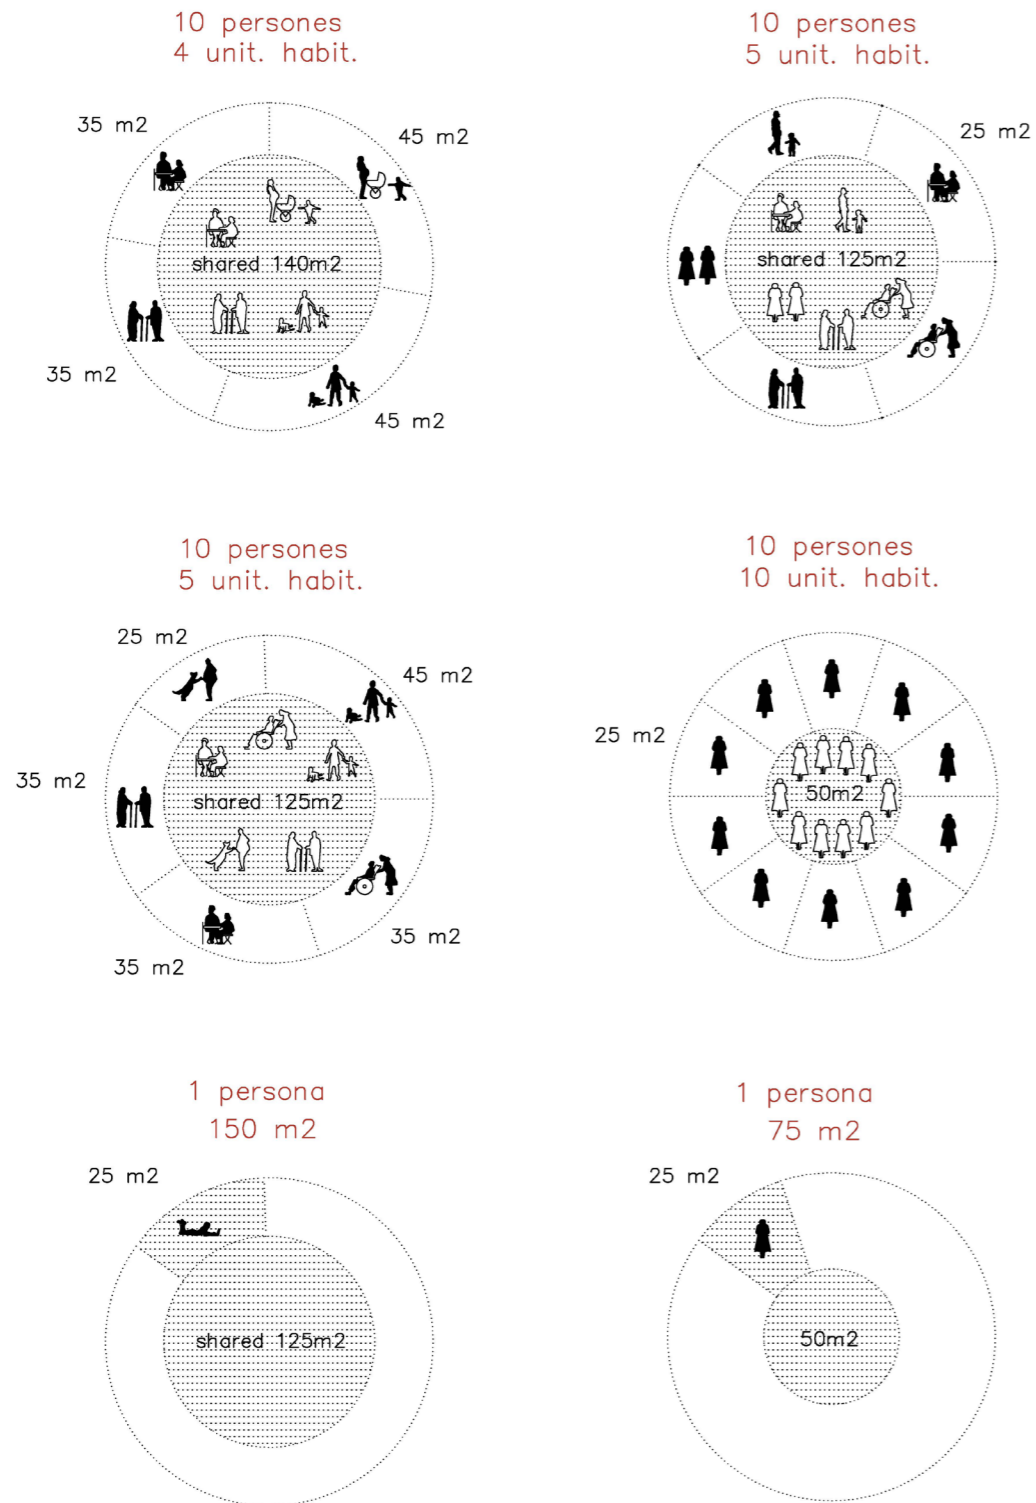 10 persones
4 unit. habit.
35 m2
45 m2
shared 140m2
35 m2
45 m2
10 persones
5 unit. habit.
25 m2
shared 125m2
10 persones
5 unit. habit.
25 m2
45 m2
35 m2
shared 125m2
35 m2
35 m2
10 persones
10 unit. habit.
25 m2
50m2
1 persona
150 m2
25 m2
shared 125m2
1 persona
75 m2
25 m2
50m2